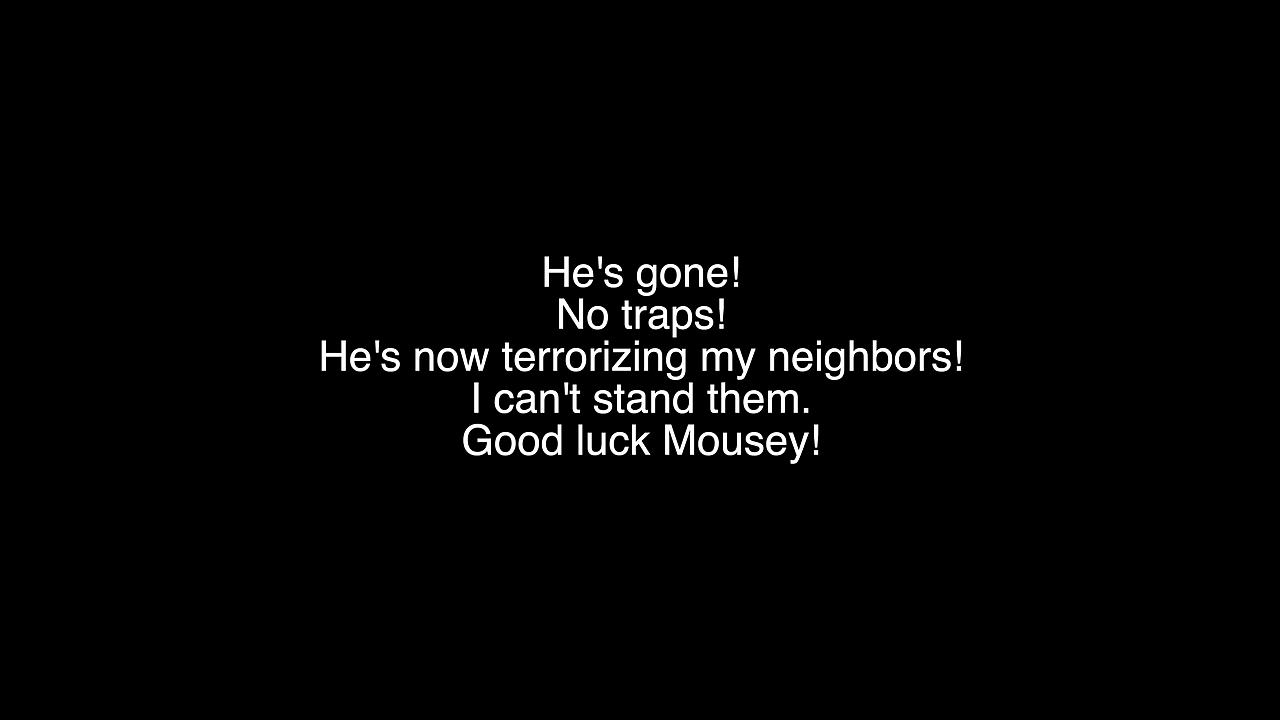 He's gone!
No traps!
He's now terrorizing my neighbors!
I can't stand them.
Good luck Mousey!